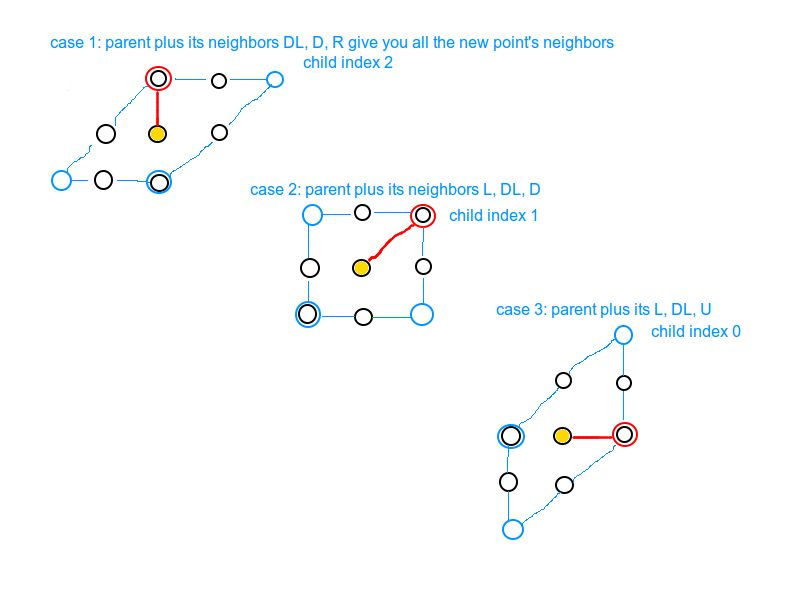 case 1: parent plus its neighbors DL, D, R give you all the new point's neighbors
child index 2
case 2: parent plus its neighbors L, DL, D
child index 1
case 3: parent plus its L, DL, U
child index 0